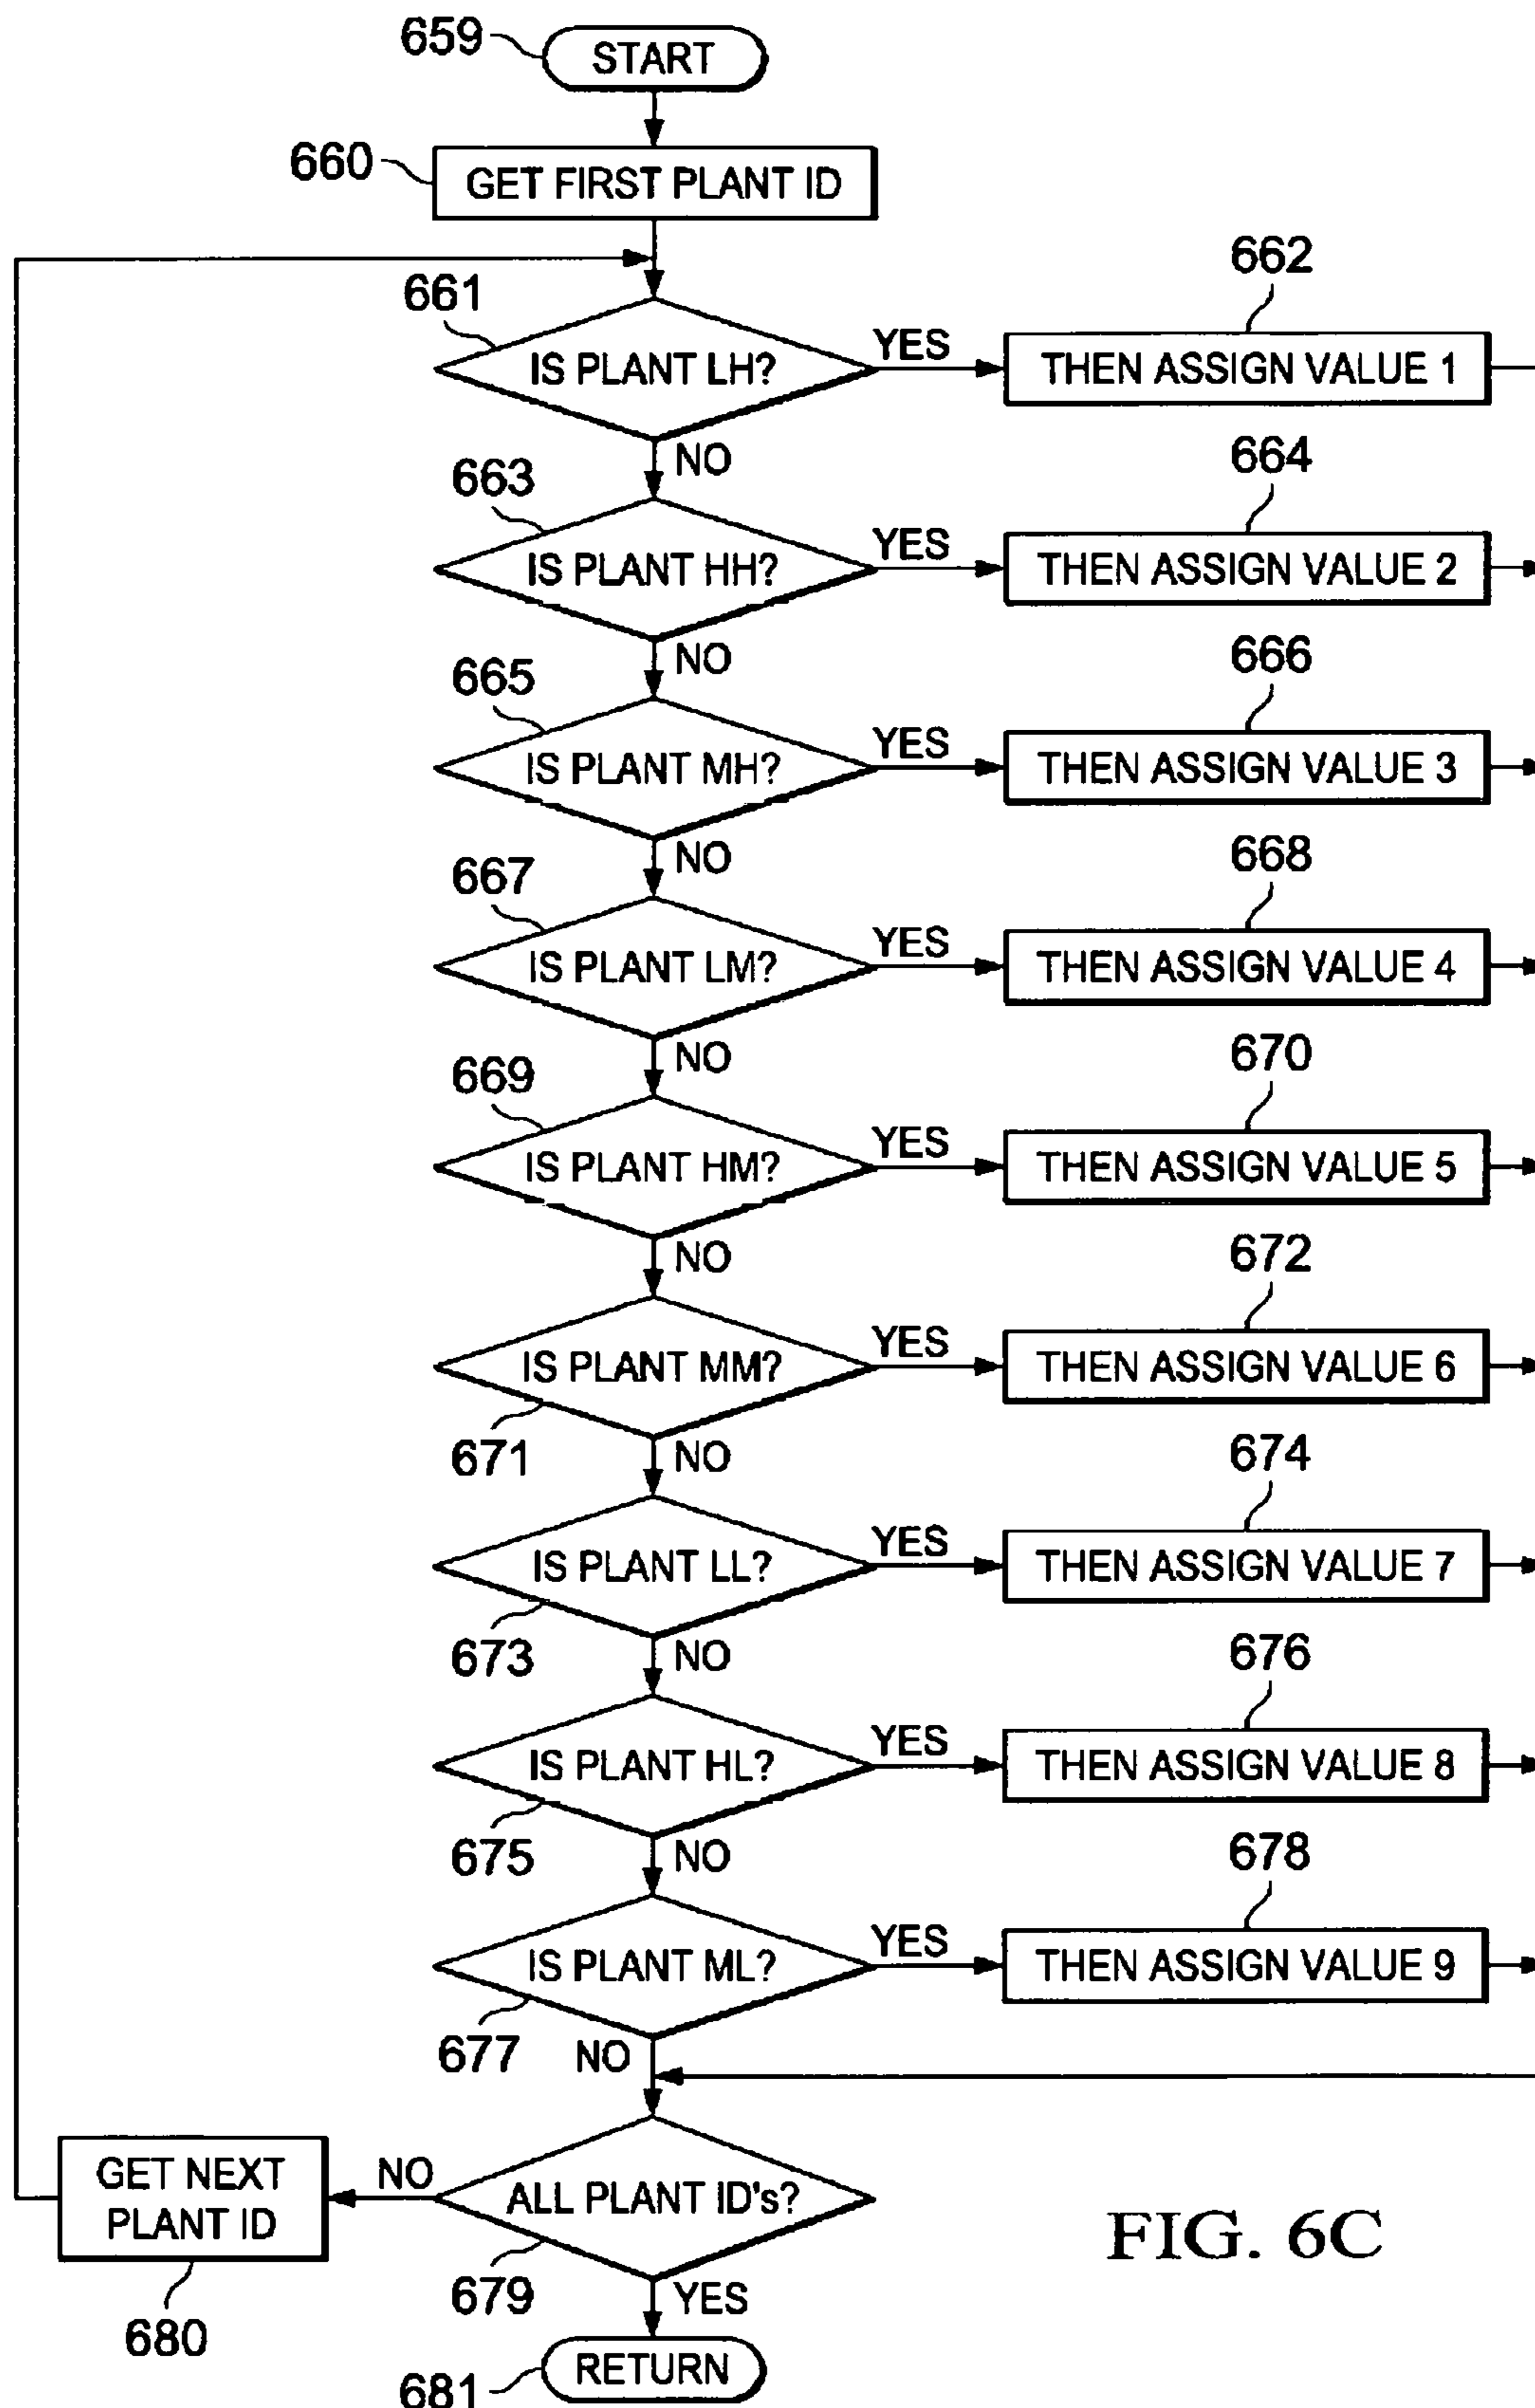 659
START
660
GET FIRST PLANT ID
661
IS PLANT LH?
YES
662
THEN ASSIGN VALUE 1
NO
663
IS PLANT HH?
YES
664
THEN ASSIGN VALUE 2
NO
665
IS PLANT MH?
YES
666
THEN ASSIGN VALUE 3
NO
667
IS PLANT LM?
YES
668
THEN ASSIGN VALUE 4
NO
669
IS PLANT HM?
YES
670
THEN ASSIGN VALUE 5
NO
671
IS PLANT MM?
YES
672
THEN ASSIGN VALUE 6
NO
673
IS PLANT LL?
YES
674
THEN ASSIGN VALUE 7
NO
675
IS PLANT HL?
YES
676
THEN ASSIGN VALUE 8
NO
677
IS PLANT ML?
YES
678
THEN ASSIGN VALUE 9
NO
679
ALL PLANT ID's?
NO
GET NEXT
PLANT ID
680
YES
681
RETURN
FIG. 6C